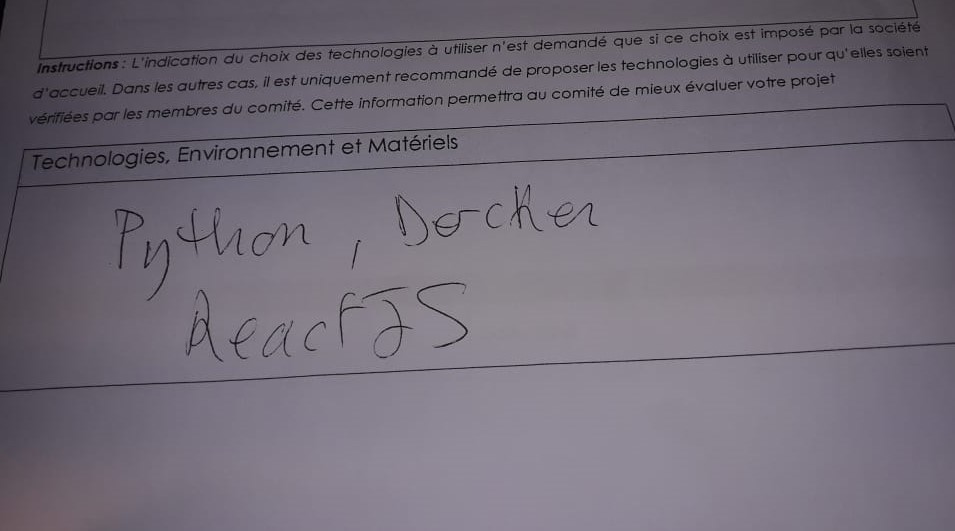 Instructions : L'indication du choix des technologies à utiliser n'est demandé que si ce choix est imposé par la société
d'accueil. Dans les autres cas, il est uniquement recommandé de proposer les technologies à utiliser pour qu'elles soient
vérifiées par les membres du comité. Cette information permettra au comité de mieux évaluer votre projet
Technologies, Environnement et Matériels
Python, Docker
ReactJS